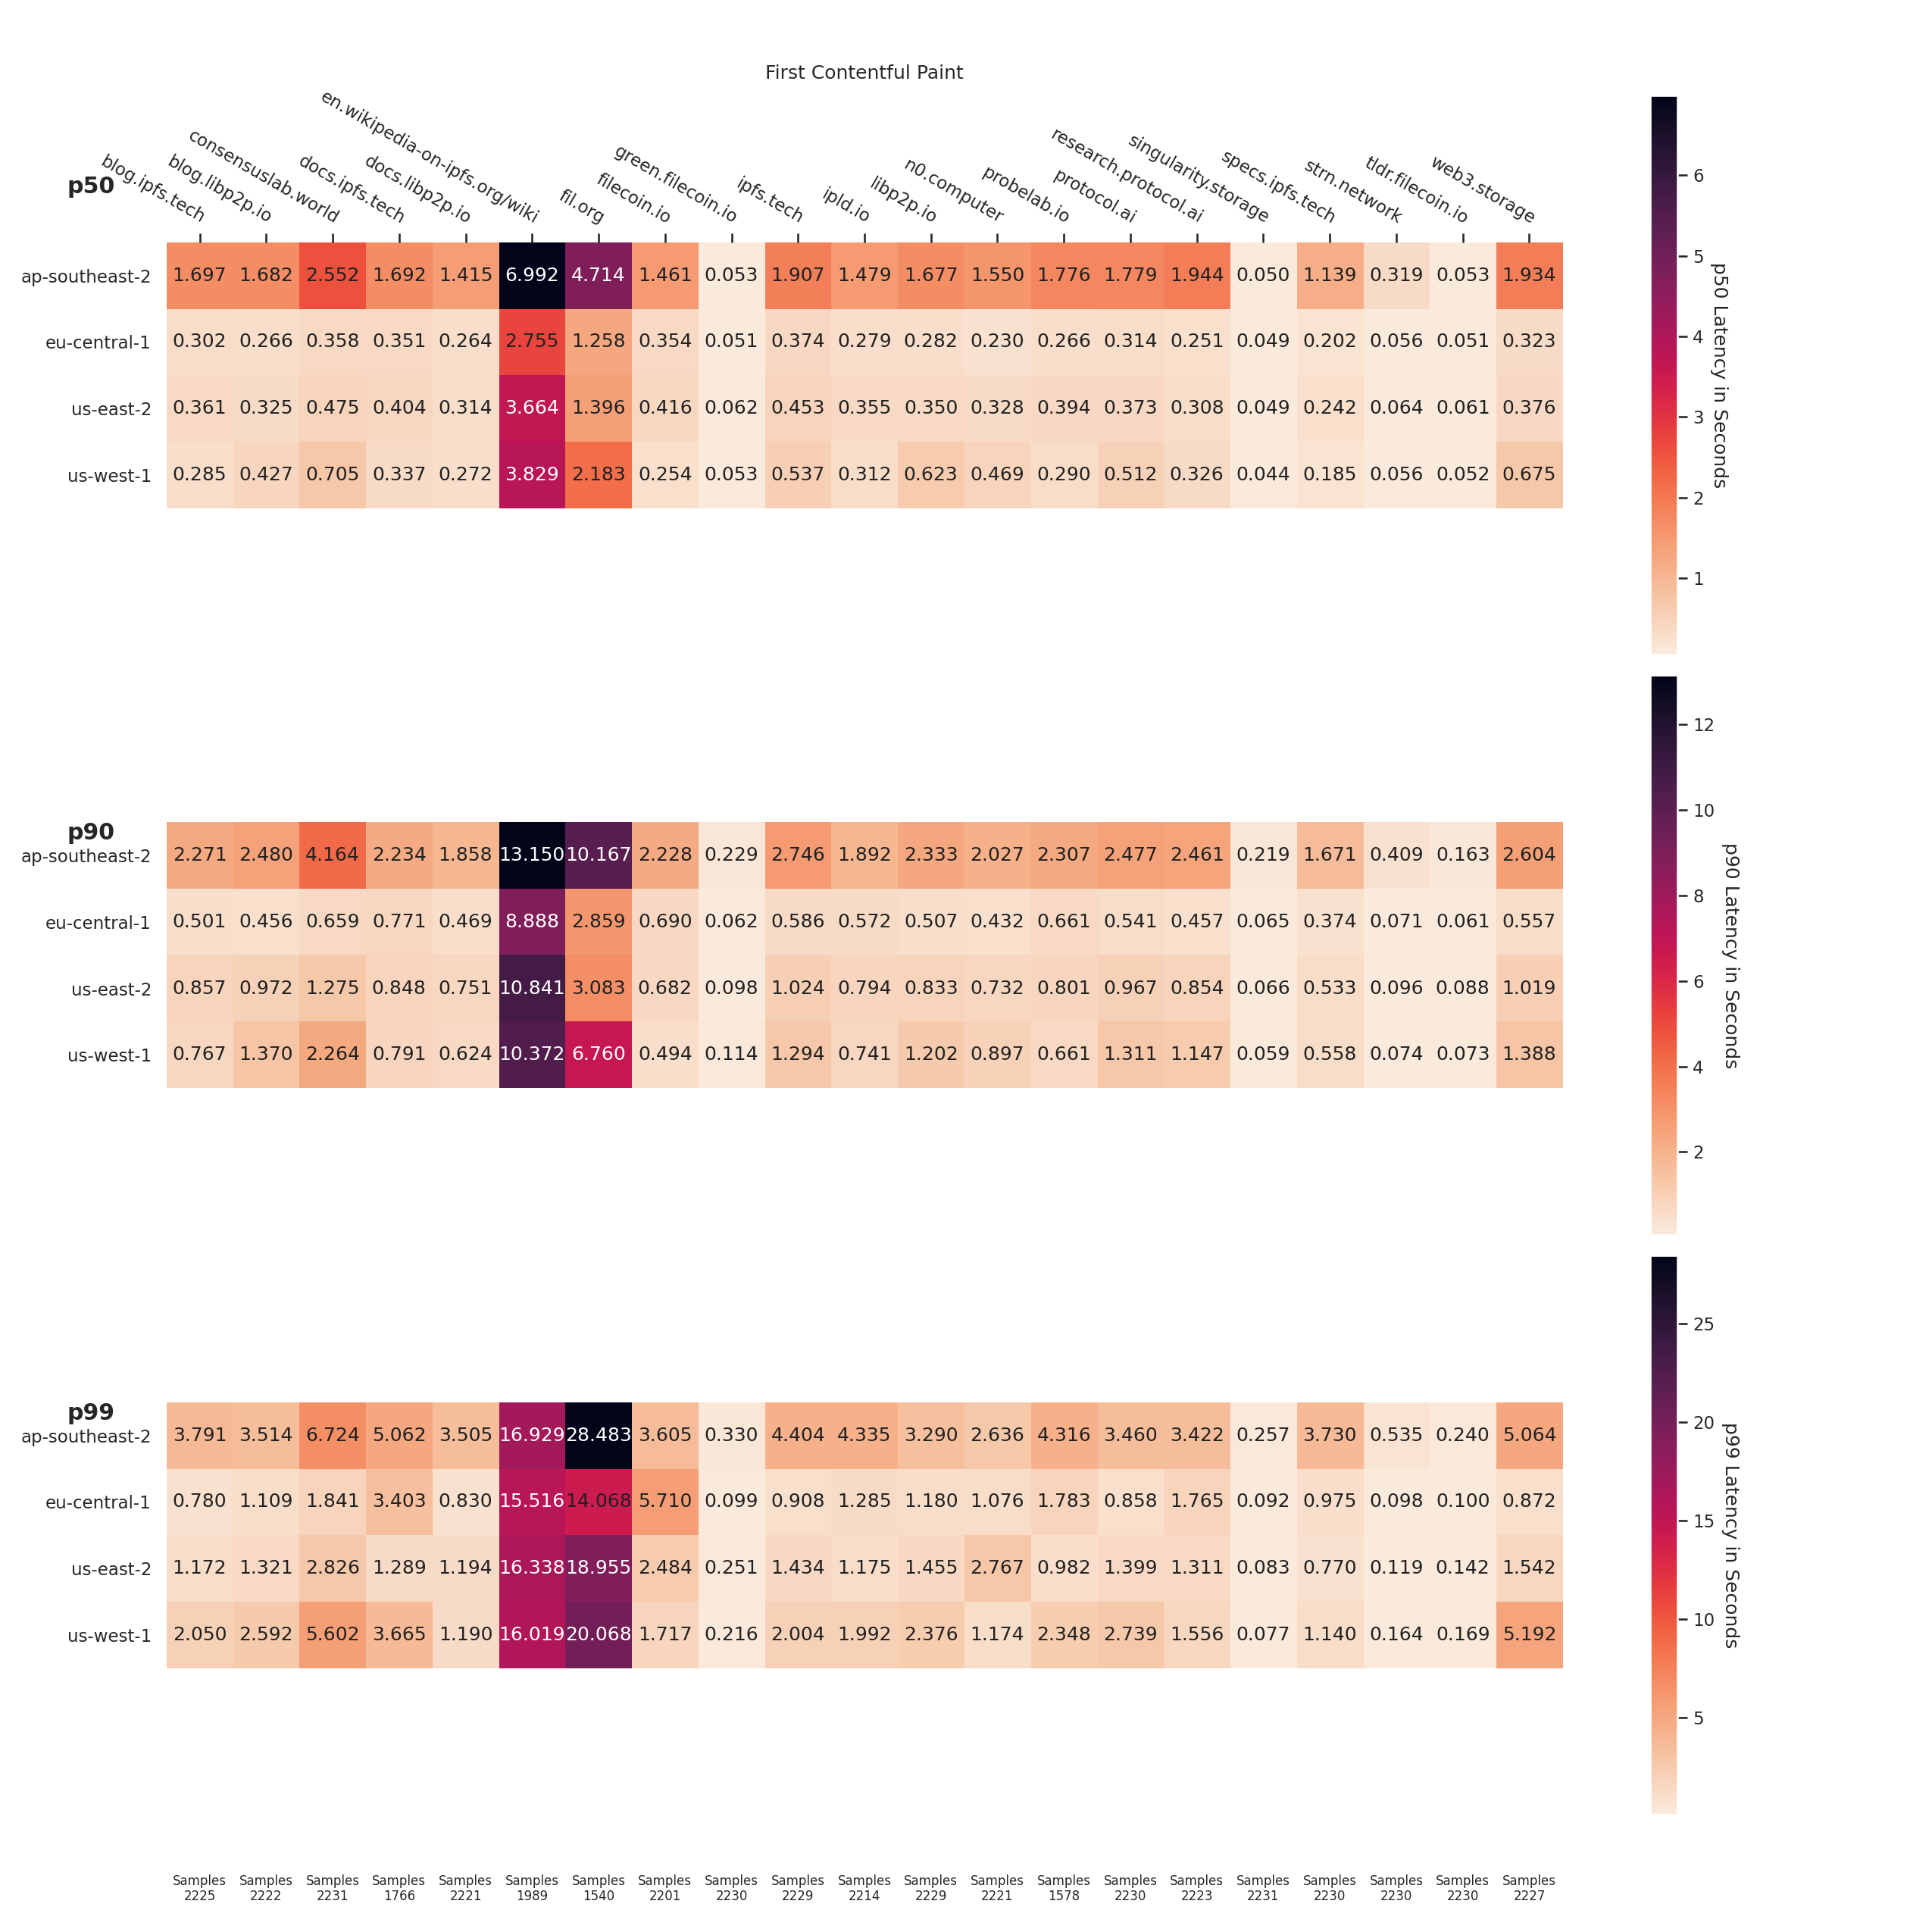 First Contentful Paint
p50
blog.ipfs.tech
blog.libp2p.io
consensuslab.world
docs.ipfs.tech
docs.libp2p.io
en.wikipedia-on-ipfs.org/wiki
fil.org
filecoin.io
green.filecoin.io
ipfs.tech
ipld.io
libp2p.io
n0.computer
probelab.io
protocol.ai
research.protocol.ai
singularity.storage
specs.ipfs.tech
strn.network
tldr.filecoin.io
web3.storage
ap-southeast-2 1.697 1.682 2.552 1.692 1.415 6.992 4.714 1.461 0.053 1.907 1.479 1.677 1.550 1.776 1.779 1.944 0.050 1.139 0.319 0.053 1.934
eu-central-1 0.302 0.266 0.358 0.351 0.264 2.755 1.258 0.354 0.051 0.374 0.279 0.282 0.230 0.266 0.314 0.251 0.049 0.202 0.056 0.051 0.323
us-east-2 0.361 0.325 0.475 0.404 0.314 3.664 1.396 0.416 0.062 0.453 0.355 0.350 0.328 0.394 0.373 0.308 0.049 0.242 0.064 0.061 0.376
us-west-1 0.285 0.427 0.705 0.337 0.272 3.829 2.183 0.254 0.053 0.537 0.312 0.623 0.469 0.290 0.512 0.326 0.044 0.185 0.056 0.052 0.675
6
5
4
3
2
1
p50 Latency in Seconds
p90
ap-southeast-2 2.271 2.480 4.164 2.234 1.858 13.150 10.167 2.228 0.229 2.746 1.892 2.333 2.027 2.307 2.477 2.461 0.219 1.671 0.409 0.163 2.604
eu-central-1 0.501 0.456 0.659 0.771 0.469 8.888 2.859 0.690 0.062 0.586 0.572 0.507 0.432 0.661 0.541 0.457 0.065 0.374 0.071 0.061 0.557
us-east-2 0.857 0.972 1.275 0.848 0.751 10.841 3.083 0.682 0.098 1.024 0.794 0.833 0.732 0.801 0.967 0.854 0.066 0.533 0.096 0.088 1.019
us-west-1 0.767 1.370 2.264 0.791 0.624 10.372 6.760 0.494 0.114 1.294 0.741 1.202 0.897 0.661 1.311 1.147 0.059 0.558 0.074 0.073 1.388
12
10
8
6
4
2
p90 Latency in Seconds
p99
ap-southeast-2 3.791 3.514 6.724 5.062 3.505 16.929 28.483 3.605 0.330 4.404 4.335 3.290 2.636 4.316 3.460 3.422 0.257 3.730 0.535 0.240 5.064
eu-central-1 0.780 1.109 1.841 3.403 0.830 15.516 14.068 5.710 0.099 0.908 1.285 1.180 1.076 1.783 0.858 1.765 0.092 0.975 0.098 0.100 0.872
us-east-2 1.172 1.321 2.826 1.289 1.194 16.338 18.955 2.484 0.251 1.434 1.175 1.455 2.767 0.982 1.399 1.311 0.083 0.770 0.119 0.142 1.542
us-west-1 2.050 2.592 5.602 3.665 1.190 16.019 20.068 1.717 0.216 2.004 1.992 2.376 1.174 2.348 2.739 1.556 0.077 1.140 0.164 0.169 5.192
25
20
15
10
5
p99 Latency in Seconds
Samples Samples Samples Samples Samples Samples Samples Samples Samples Samples Samples Samples Samples Samples Samples Samples Samples Samples Samples Samples Samples
2225 2222 2231 1766 2221 1989 1540 2201 2230 2229 2214 2229 2221 1578 2230 2223 2231 2230 2230 2230 2227